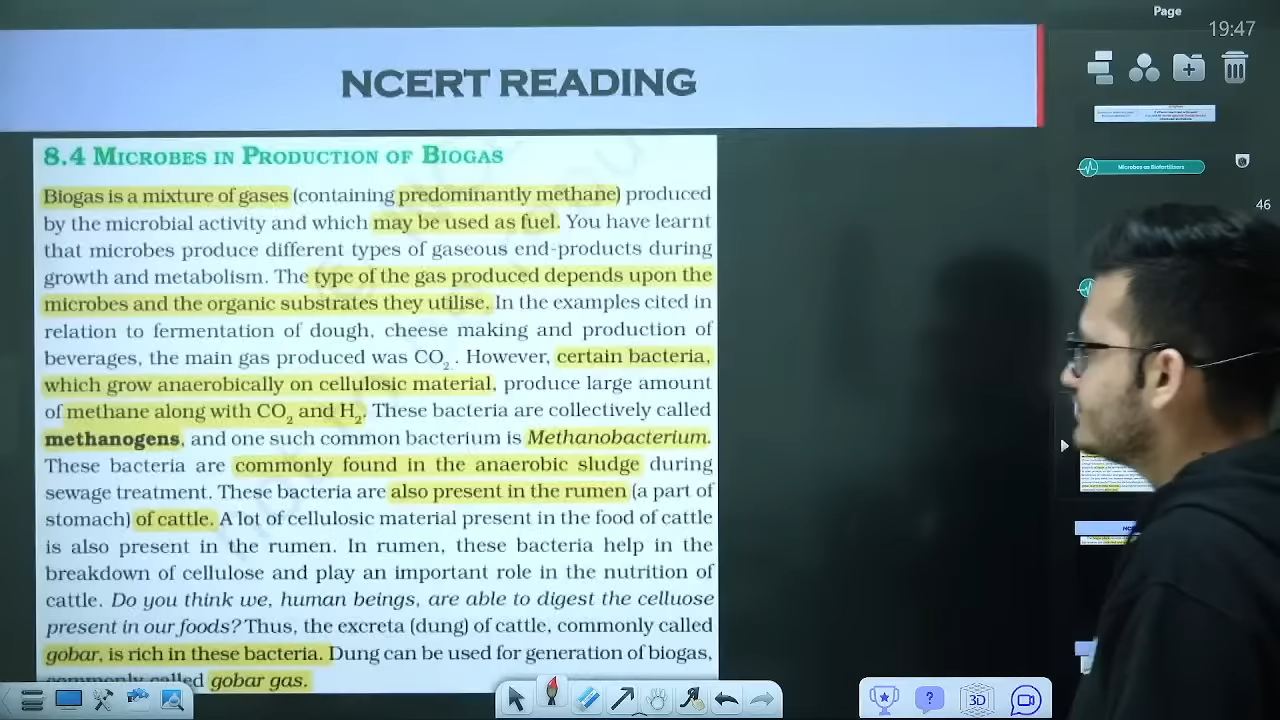 Page
19:47
NCERT READING
8.4 MICROBES IN PRODUCTION OF BIOGAS
Biogas is a mixture of gases (containing predominantly methane) produced
by the microbial activity and which may be used as fuel. You have learnt
that microbes produce different types of gaseous end-products during
growth and metabolism. The type of the gas produced depends upon the
microbes and the organic substrates they utilise. In the examples cited in
relation to fermentation of dough, cheese making and production of
beverages, the main gas produced was CO₂. However, certain bacteria,
which grow anaerobically on cellulosic material, produce large amount
of methane along with CO₂ and H₂. These bacteria are collectively called
methanogens, and one such common bacterium is Methanobacterium.
These bacteria are commonly found in the anaerobic sludge during
sewage treatment. These bacteria are also present in the rumen (a part of
stomach) of cattle. A lot of cellulosic material present in the food of cattle
is also present in the rumen. In rumen, these bacteria help in the
breakdown of cellulose and play an important role in the nutrition of
cattle. Do you think we, human beings, are able to digest the celluose
present in our foods? Thus, the excreta (dung) of cattle, commonly called
gobar, is rich in these bacteria. Dung can be used for generation of biogas,
commonly called gobar gas.
Microbes as Biofertilizers
46
?
3D